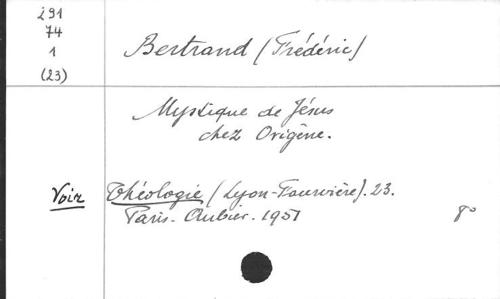 291
74
1
(23)
Bertrand (Frédéric)
Mystique de Jésus
chez Origène.
Voir Théologie (Lyon-Fourvière). 23.
Paris. Aubier. 1951
8°